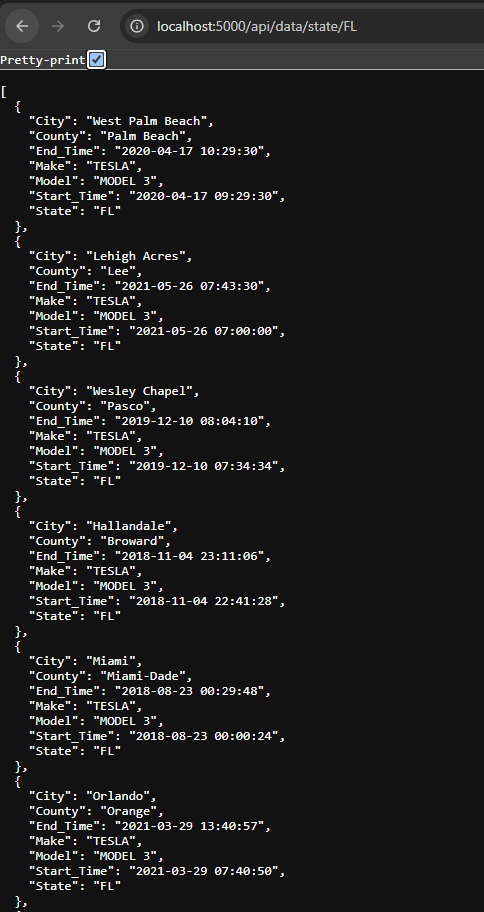 localhost:5000/api/data/state/FL
Pretty-print
[
  {
    "City": "West Palm Beach",
    "County": "Palm Beach",
    "End_Time": "2020-04-17 10:29:30",
    "Make": "TESLA",
    "Model": "MODEL 3",
    "Start_Time": "2020-04-17 09:29:30",
    "State": "FL"
  },
  {
    "City": "Lehigh Acres",
    "County": "Lee",
    "End_Time": "2021-05-26 07:43:30",
    "Make": "TESLA",
    "Model": "MODEL 3",
    "Start_Time": "2021-05-26 07:00:00",
    "State": "FL"
  },
  {
    "City": "Wesley Chapel",
    "County": "Pasco",
    "End_Time": "2019-12-10 08:04:10",
    "Make": "TESLA",
    "Model": "MODEL 3",
    "Start_Time": "2019-12-10 07:34:34",
    "State": "FL"
  },
  {
    "City": "Hallandale",
    "County": "Broward",
    "End_Time": "2018-11-04 23:11:06",
    "Make": "TESLA",
    "Model": "MODEL 3",
    "Start_Time": "2018-11-04 22:41:28",
    "State": "FL"
  },
  {
    "City": "Miami",
    "County": "Miami-Dade",
    "End_Time": "2018-08-23 00:29:48",
    "Make": "TESLA",
    "Model": "MODEL 3",
    "Start_Time": "2018-08-23 00:00:24",
    "State": "FL"
  },
  {
    "City": "Orlando",
    "County": "Orange",
    "End_Time": "2021-03-29 13:40:57",
    "Make": "TESLA",
    "Model": "MODEL 3",
    "Start_Time": "2021-03-29 07:40:50",
    "State": "FL"
  },